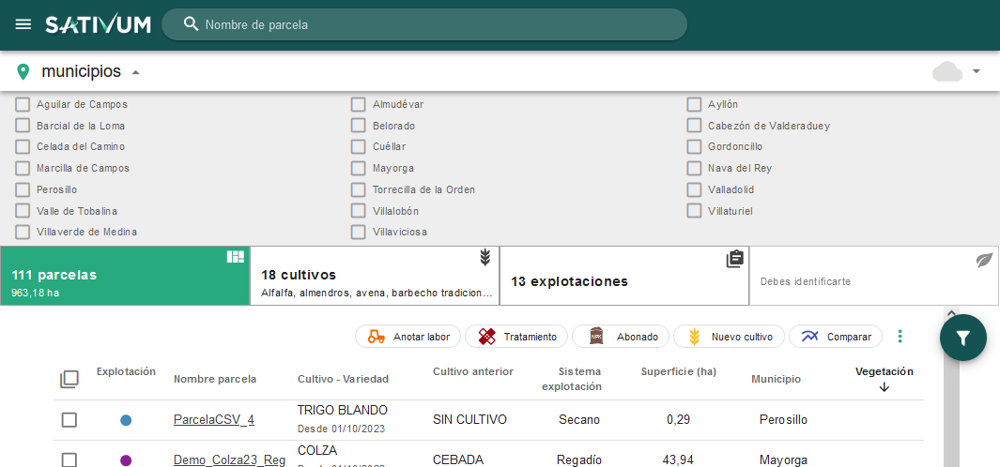 SATIVUM
Nombre de parcela
municipios
Aguilar de Campos Almudévar Ayllón
Barcial de la Loma Belorado Cabezón de Valderaduey
Celada del Camino Cuéllar Gordoncillo
Marcilla de Campos Mayorga Nava del Rey
Perosillo Torrecilla de la Orden Valladolid
Valle de Tobalina Villalobón Villaturiel
Villaverde de Medina Villaviciosa
111 parcelas
963,18 ha
18 cultivos
Alfalfa, almendros, avena, barbecho tradicion...
13 explotaciones
Debes identificarte
Anotar labor Tratamiento NPK Abonado Nuevo cultivo Comparar
Explotación Nombre parcela Cultivo - Variedad Cultivo anterior Sistema explotación Superficie (ha) Municipio Vegetación
ParcelaCSV_4 TRIGO BLANDO SIN CULTIVO Secano 0,29 Perosillo
Desde 01/10/2023
Demo_Colza23_Reg COLZA CEBADA Regadío 43,94 Mayorga